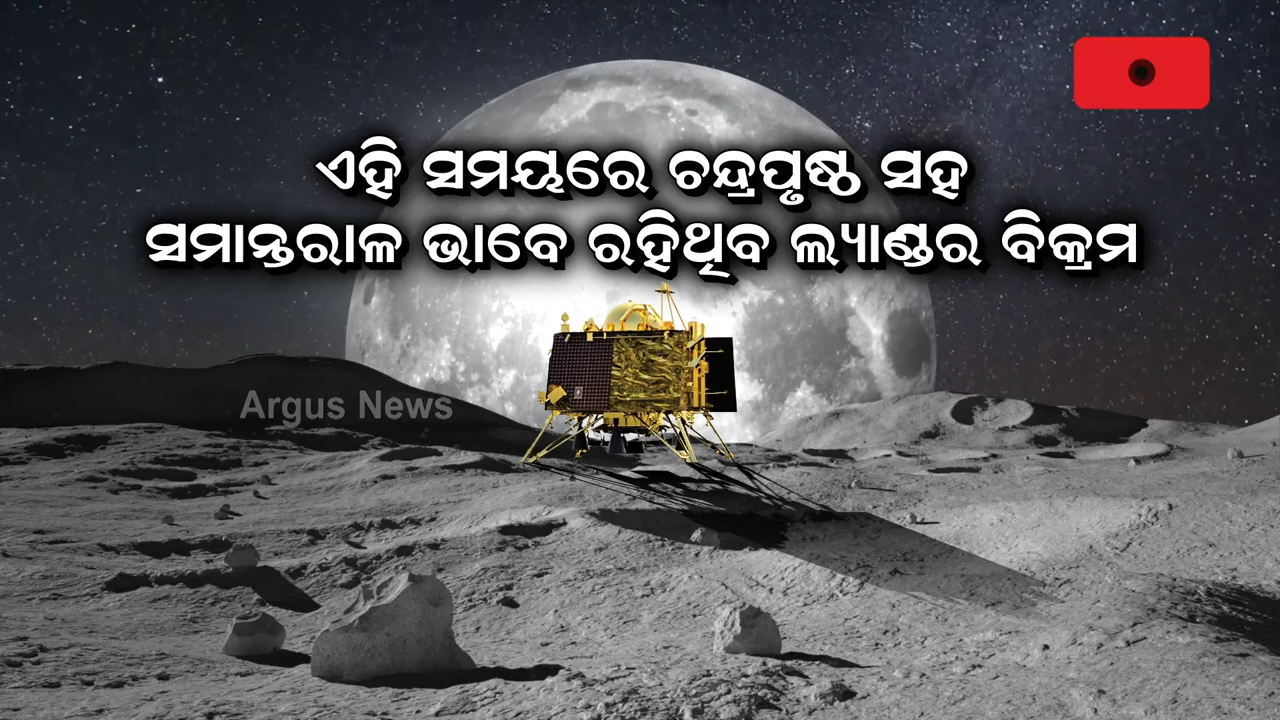 ଏହି ସମୟରେ ଚନ୍ଦ୍ରପୃଷ୍ଠ ସହ
ସମାନ୍ତରାଳ ଭାବେ ରହିଥିବ ଲ୍ୟାଣ୍ଡର ବିକ୍ରମ
Argus News